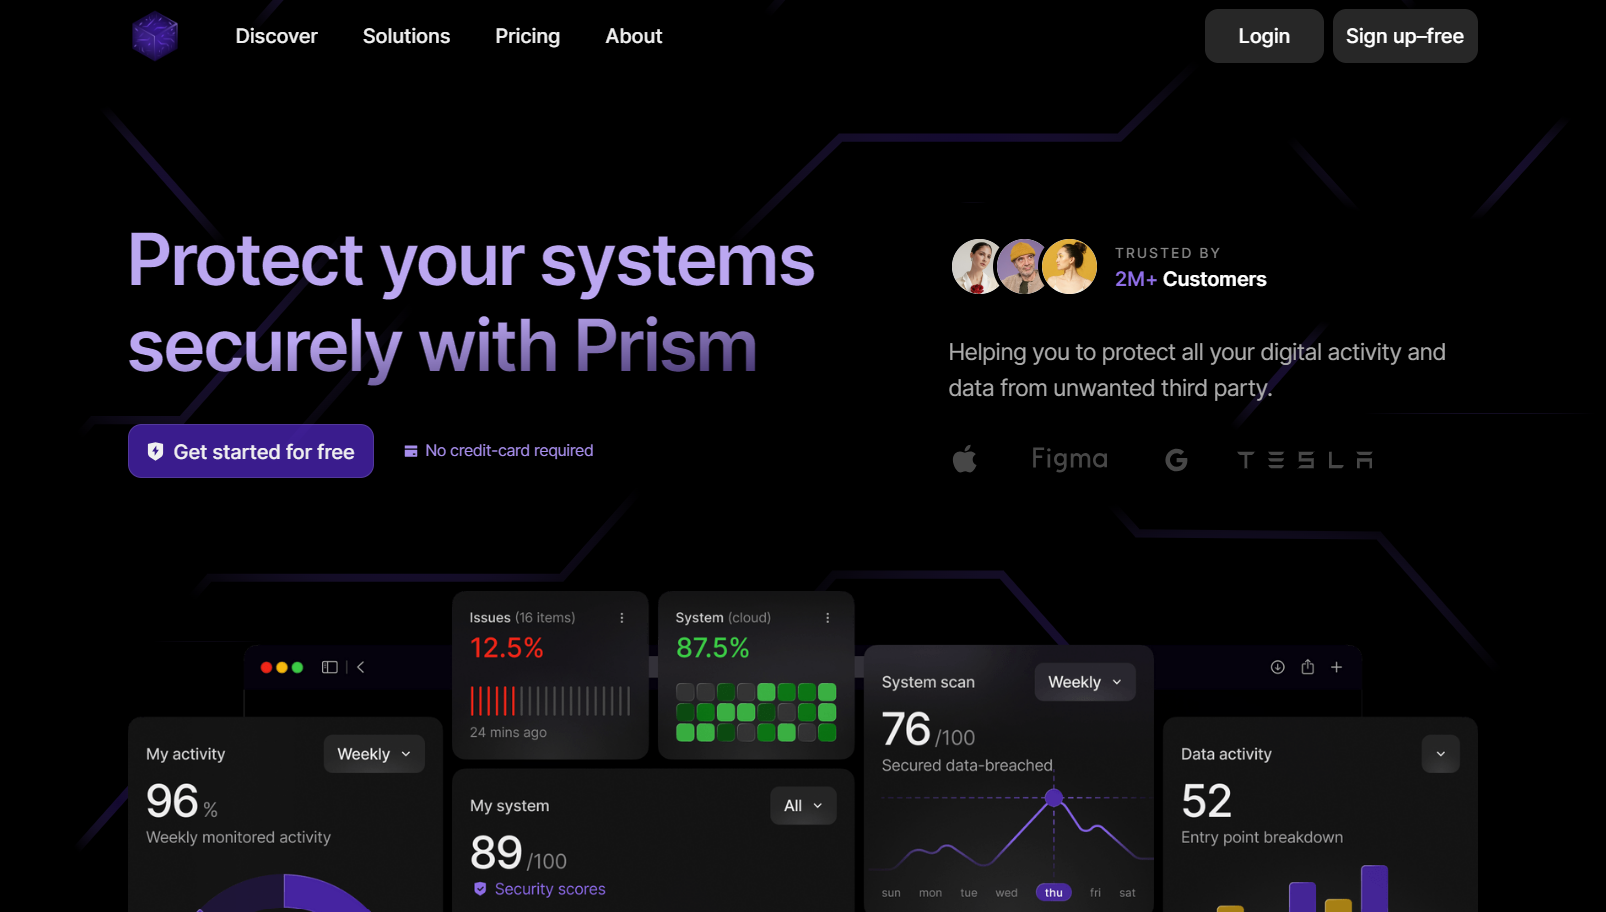 Discover
Solutions
Pricing
About
Login
Sign up–free
Protect your systems
securely with Prism
TRUSTED BY
2M+ Customers
Helping you to protect all your digital activity and
data from unwanted third party.
Get started for free
No credit-card required
Figma
G
TESLA
Issues (16 items)
12.5%
24 mins ago
System (cloud)
87.5%
System scan
Weekly
76/100
Secured data-breached
sun mon tue wed thu fri sat
My activity
Weekly
96 %
Weekly monitored activity
My system
All
89/100
Security scores
Data activity
52
Entry point breakdown